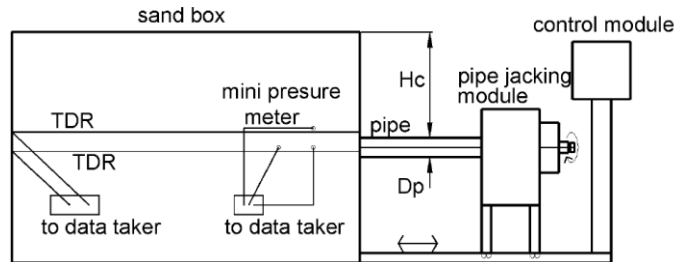 sand box
control module
Hc
pipe jacking
module
mini presure
meter
TDR
pipe
TDR
Dp
to data taker
to data taker